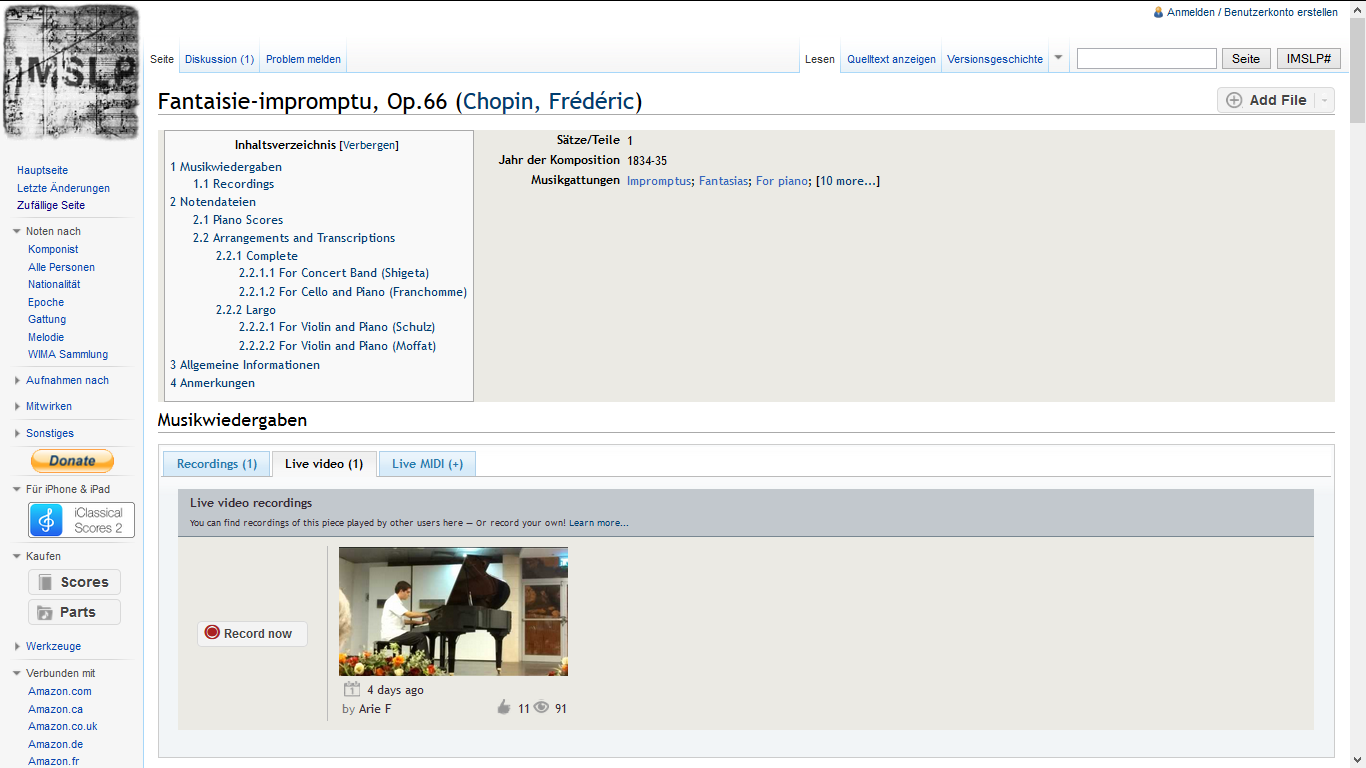 IMSLP
Anmelden / Benutzerkonto erstellen
Seite
Diskussion (1)
Problem melden
Lesen
Quelltext anzeigen
Versionsgeschichte
Seite
IMSLP#
Fantaisie-impromptu, Op.66 (Chopin, Frédéric)
Add File
Hauptseite
Letzte Änderungen
Zufällige Seite
Noten nach
Komponist
Alle Personen
Nationalität
Epoche
Gattung
Melodie
WIMA Sammlung
Aufnahmen nach
Mitwirken
Sonstiges
Donate
Für iPhone & iPad
iClassical
Scores 2
Kaufen
Scores
Parts
Werkzeuge
Verbunden mit
Amazon.com
Amazon.ca
Amazon.co.uk
Amazon.de
Amazon.fr
Inhaltsverzeichnis [Verbergen]
1 Musikwiedergaben
1.1 Recordings
2 Notendateien
2.1 Piano Scores
2.2 Arrangements and Transcriptions
2.2.1 Complete
2.2.1.1 For Concert Band (Shigeta)
2.2.1.2 For Cello and Piano (Franchomme)
2.2.2 Largo
2.2.2.1 For Violin and Piano (Schulz)
2.2.2.2 For Violin and Piano (Moffat)
3 Allgemeine Informationen
4 Anmerkungen
Sätze/Teile 1
Jahr der Komposition 1834-35
Musikgattungen Impromptus; Fantasias; For piano; [10 more...]
Musikwiedergaben
Recordings (1)
Live video (1)
Live MIDI (+)
Live video recordings
You can find recordings of this piece played by other users here — Or record your own! Learn more...
Record now
4 days ago
by Arie F
11
91